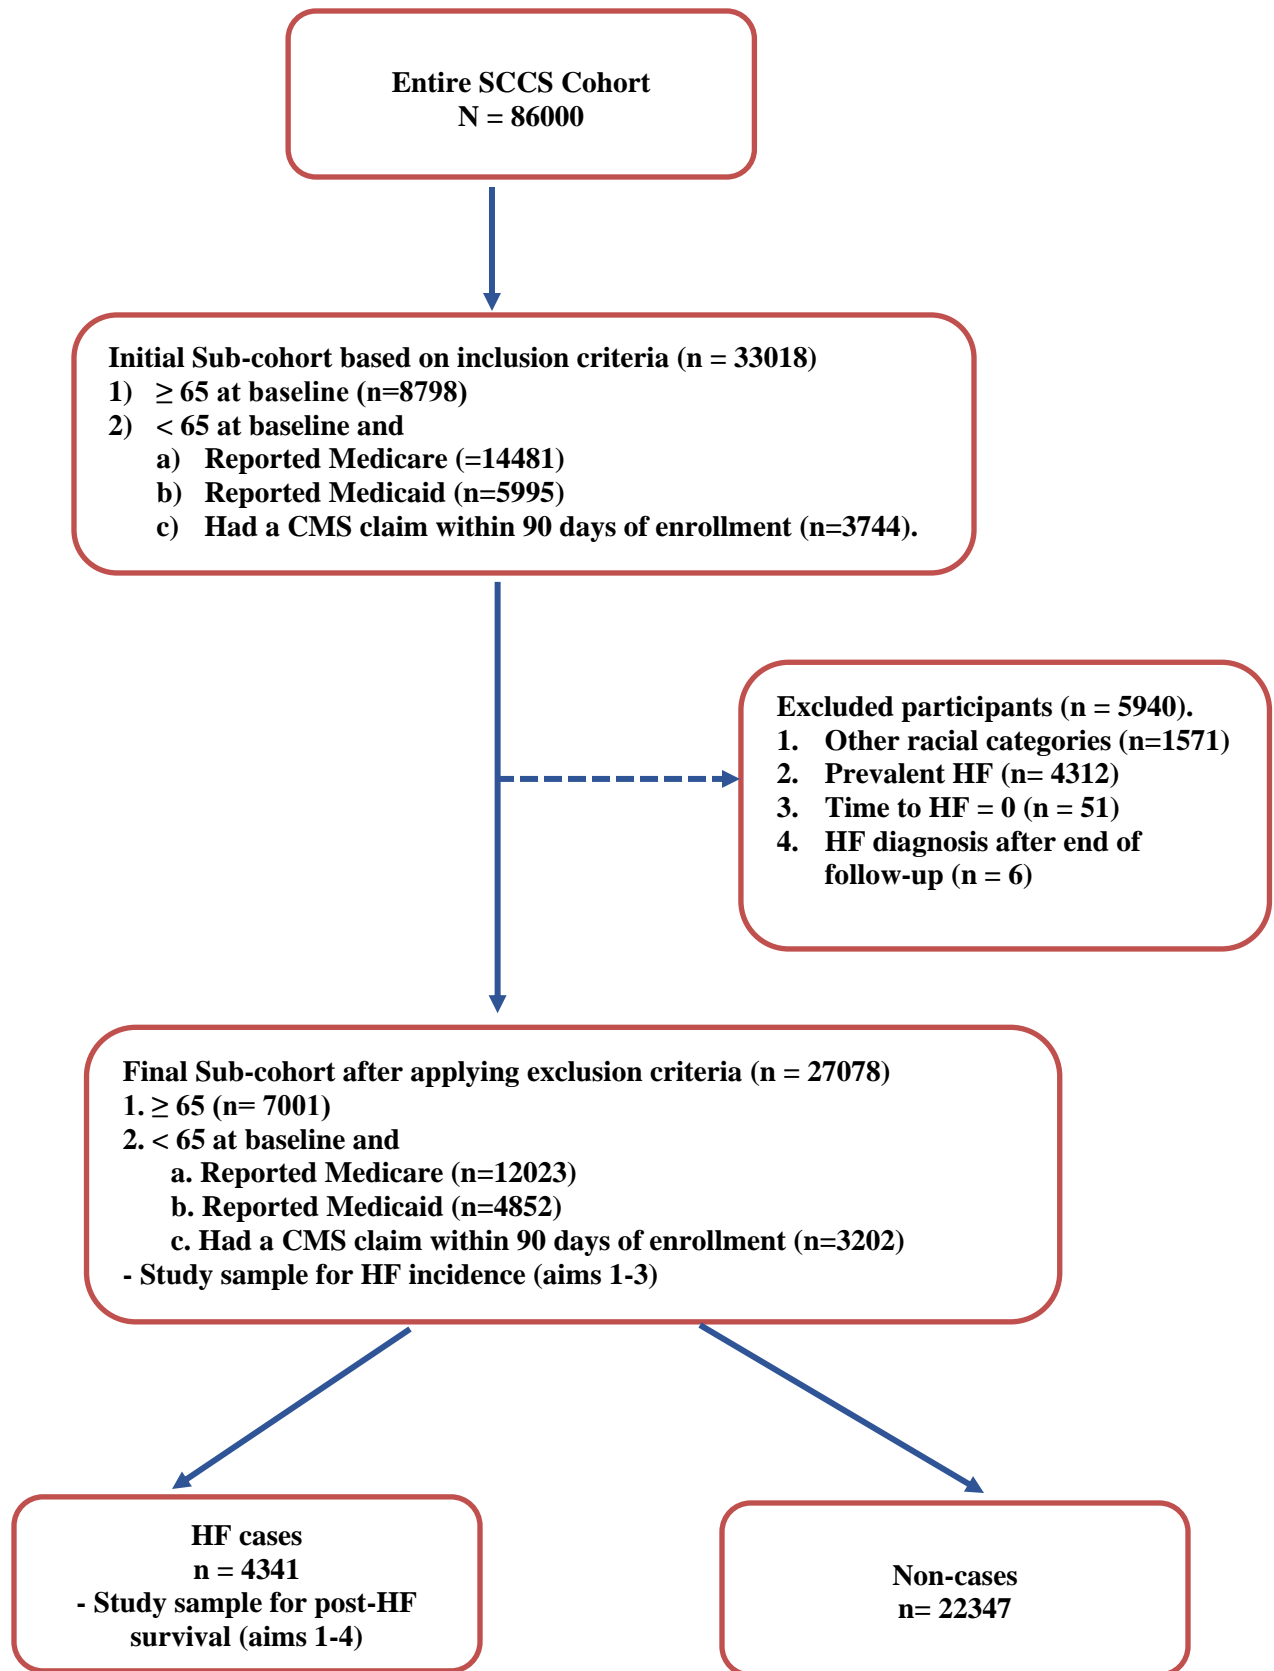 Entire SCCS Cohort
N = 86000
Initial Sub-cohort based on inclusion criteria (n = 33018)
1) ≥ 65 at baseline (n=8798)
2) < 65 at baseline and
a) Reported Medicare (=14481)
b) Reported Medicaid (n=5995)
c) Had a CMS claim within 90 days of enrollment (n=3744).
Excluded participants (n = 5940).
1. Other racial categories (n=1571)
2. Prevalent HF (n= 4312)
3. Time to HF = 0 (n = 51)
4. HF diagnosis after end of
follow-up (n = 6)
Final Sub-cohort after applying exclusion criteria (n = 27078)
1. ≥ 65 (n= 7001)
2. < 65 at baseline and
a. Reported Medicare (n=12023)
b. Reported Medicaid (n=4852)
c. Had a CMS claim within 90 days of enrollment (n=3202)
- Study sample for HF incidence (aims 1-3)
HF cases
n = 4341
- Study sample for post-HF
survival (aims 1-4)
Non-cases
n= 22347